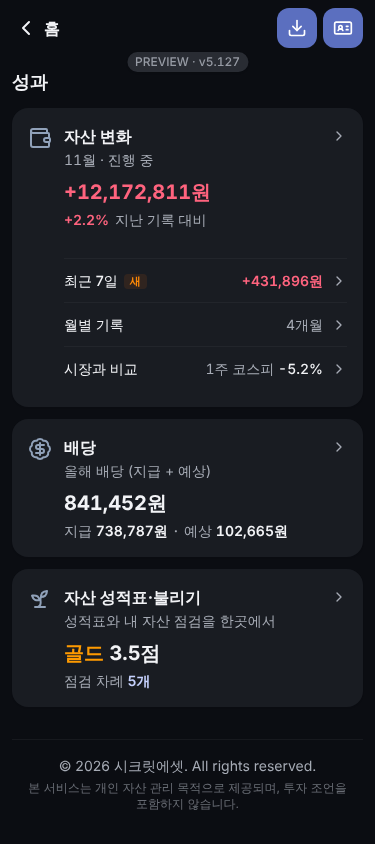 홈
PREVIEW · v5.127
성과
자산 변화
11월 · 진행 중
+12,172,811원
+2.2% 지난 기록 대비
최근 7일 새 +431,896원
월별 기록 4개월
시장과 비교 1주 코스피 -5.2%
배당
올해 배당 (지급 + 예상)
841,452원
지급 738,787원 · 예상 102,665원
자산 성적표·불리기
성적표와 내 자산 점검을 한곳에서
골드 3.5점
점검 차례 5개
© 2026 시크릿에셋. All rights reserved.
본 서비스는 개인 자산 관리 목적으로 제공되며, 투자 조언을
포함하지 않습니다.